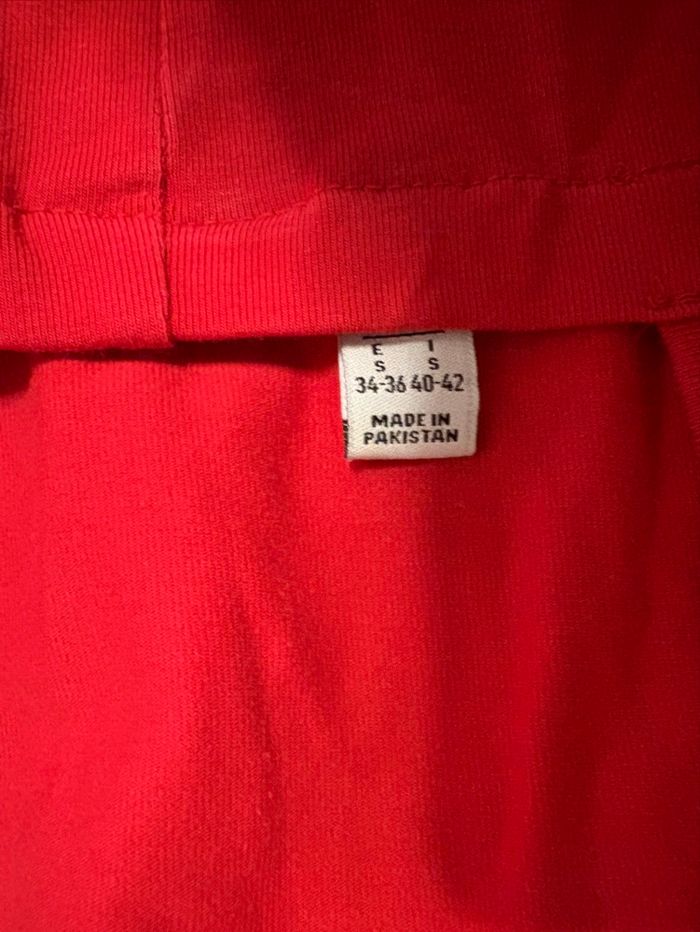 E I
S S
34-36 40-42
MADE IN
PAKISTAN